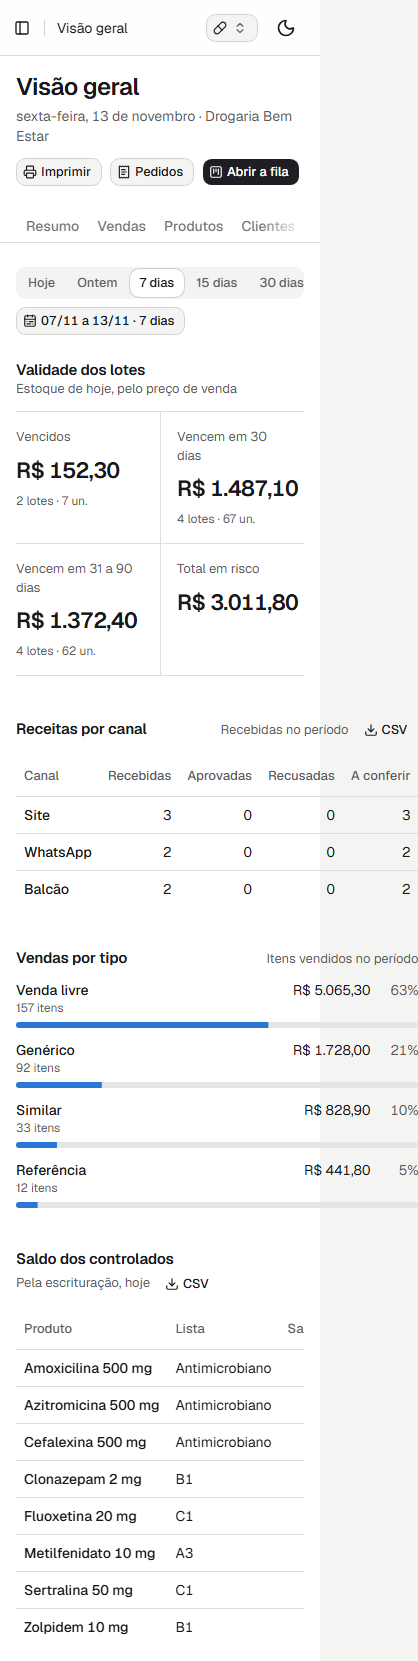 Visão geral
Visão geral
sexta-feira, 13 de novembro · Drogaria Bem
Estar
Imprimir Pedidos Abrir a fila
Resumo Vendas Produtos Clientes
Hoje Ontem 7 dias 15 dias 30 dias
07/11 a 13/11 · 7 dias
Validade dos lotes
Estoque de hoje, pelo preço de venda
Vencidos
R$ 152,30
2 lotes · 7 un.
Vencem em 30
dias
R$ 1.487,10
4 lotes · 67 un.
Vencem em 31 a 90
dias
R$ 1.372,40
4 lotes · 62 un.
Total em risco
R$ 3.011,80
Receitas por canal Recebidas no período CSV
Canal Recebidas Aprovadas Recusadas A conferir
Site 3 0 0 3
WhatsApp 2 0 0 2
Balcão 2 0 0 2
Vendas por tipo Itens vendidos no período
Venda livre R$ 5.065,30 63%
157 itens
Genérico R$ 1.728,00 21%
92 itens
Similar R$ 828,90 10%
33 itens
Referência R$ 441,80 5%
12 itens
Saldo dos controlados
Pela escrituração, hoje CSV
Produto Lista Sa
Amoxicilina 500 mg Antimicrobiano
Azitromicina 500 mg Antimicrobiano
Cefalexina 500 mg Antimicrobiano
Clonazepam 2 mg B1
Fluoxetina 20 mg C1
Metilfenidato 10 mg A3
Sertralina 50 mg C1
Zolpidem 10 mg B1